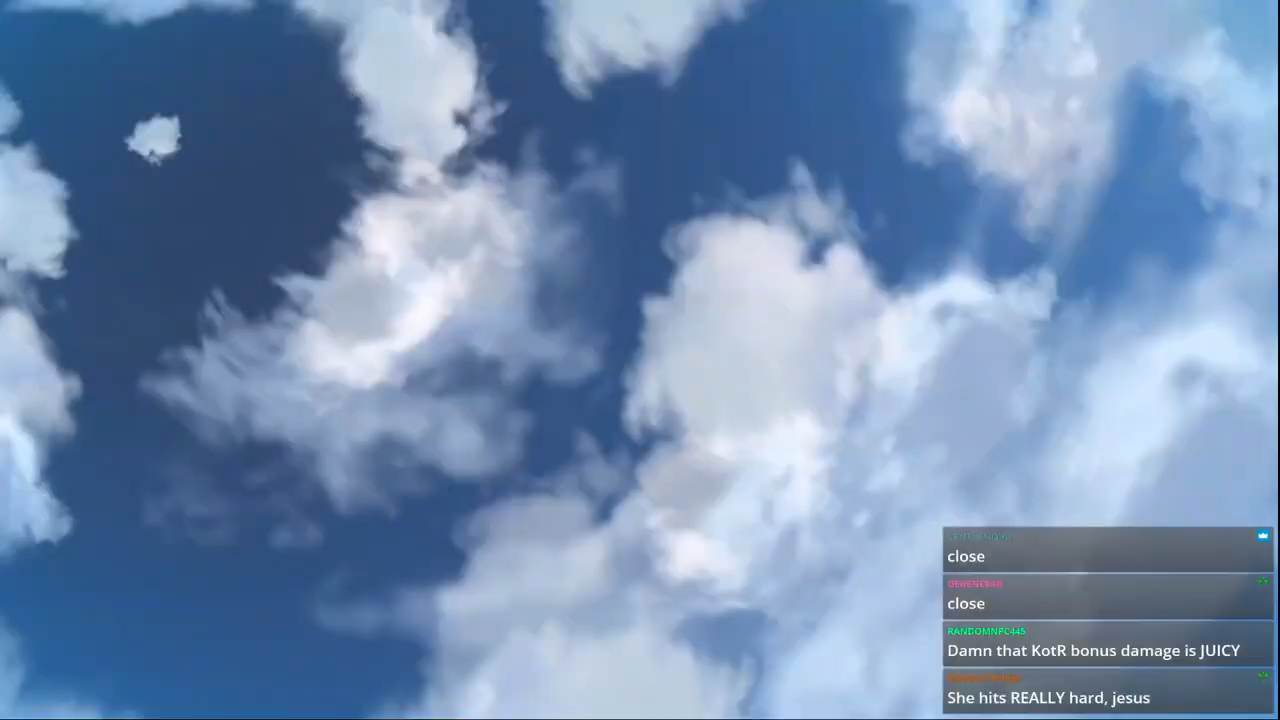 close
close
RANDOMNPC445
Damn that KotR bonus damage is JUICY
She hits REALLY hard, jesus